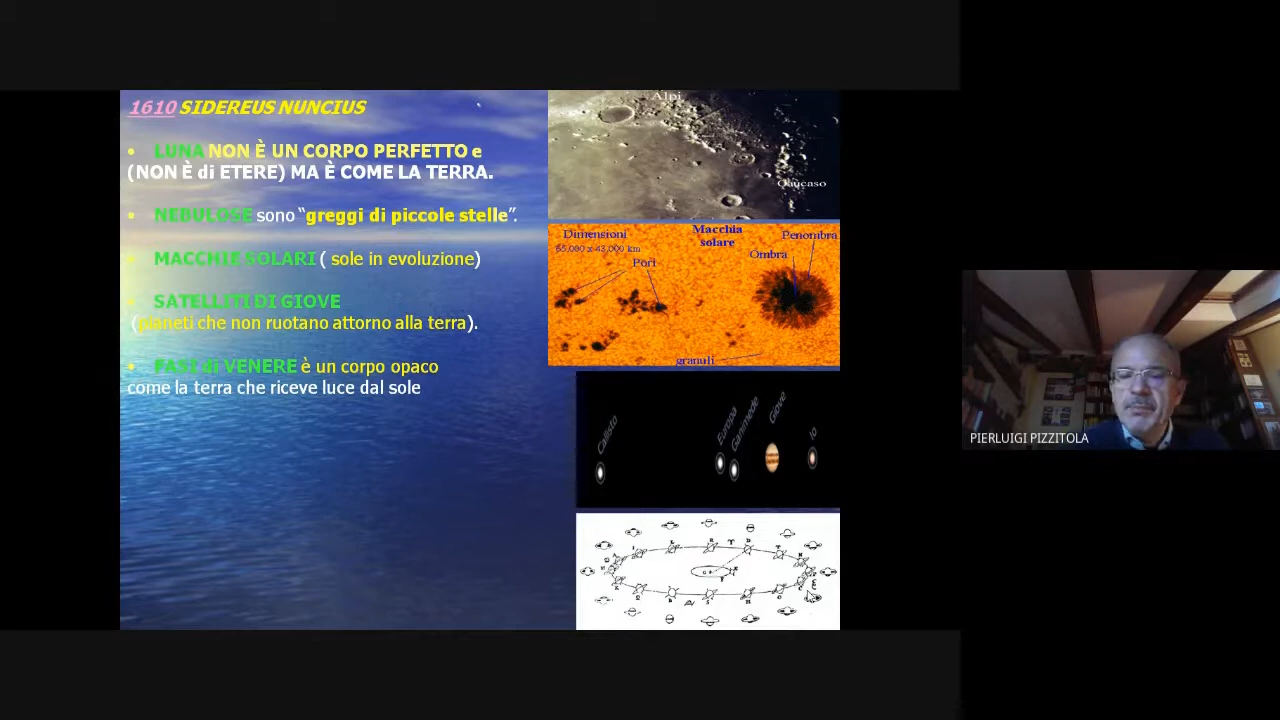 1610 SIDEREUS NUNCIUS
• LUNA NON È UN CORPO PERFETTO e
(NON È di ETERE) MA È COME LA TERRA.
• NEBULOSE sono “greggi di piccole stelle”.
• MACCHIE SOLARI ( sole in evoluzione)
• SATELLITI DI GIOVE
(pianeti che non ruotano attorno alla terra).
• FASI di VENERE è un corpo opaco
come la terra che riceve luce dal sole
Alpi
Caucaso
Dimensioni
Macchia
solare
Penombra
Ombra
Pori
granuli
Callisto
Europa
Ganimede
Giove
Io
PIERLUIGI PIZZITOLA